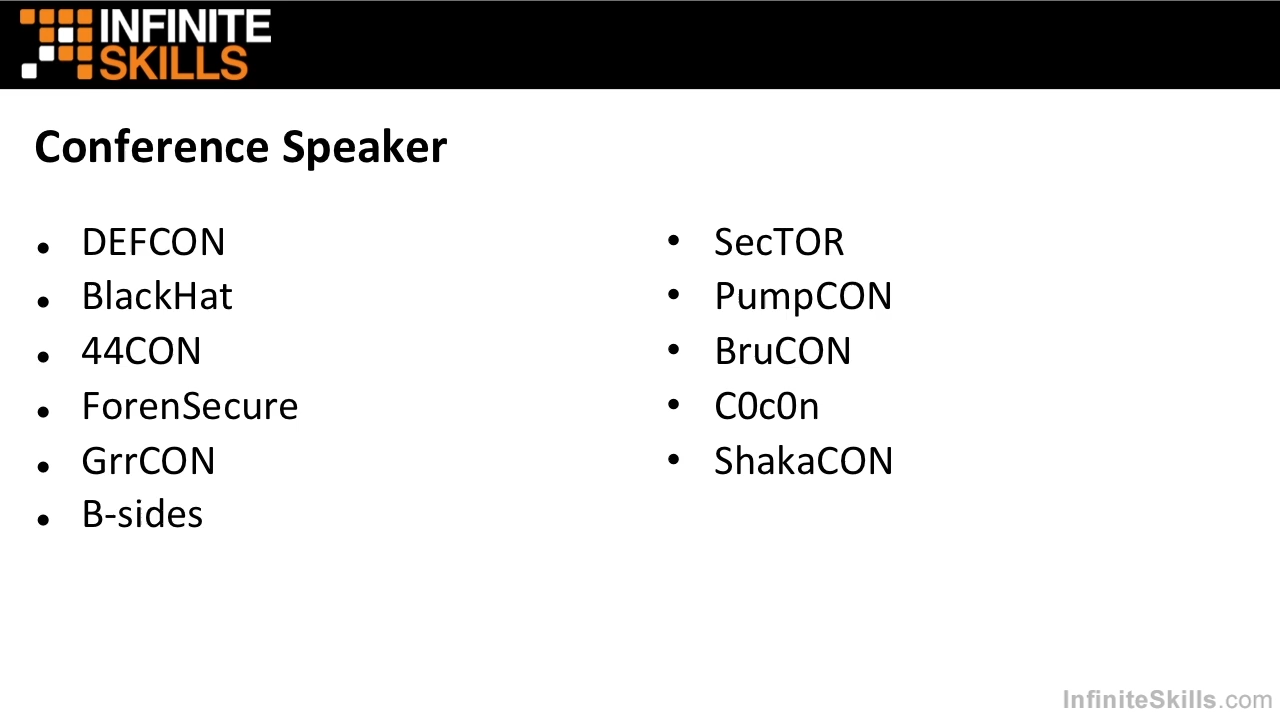 INFINITE
SKILLS
Conference Speaker
• DEFCON
• BlackHat
• 44CON
• ForenSecure
• GrrCON
• B-sides
• SecTOR
• PumpCON
• BruCON
• C0c0n
• ShakaCON
InfiniteSkills.com